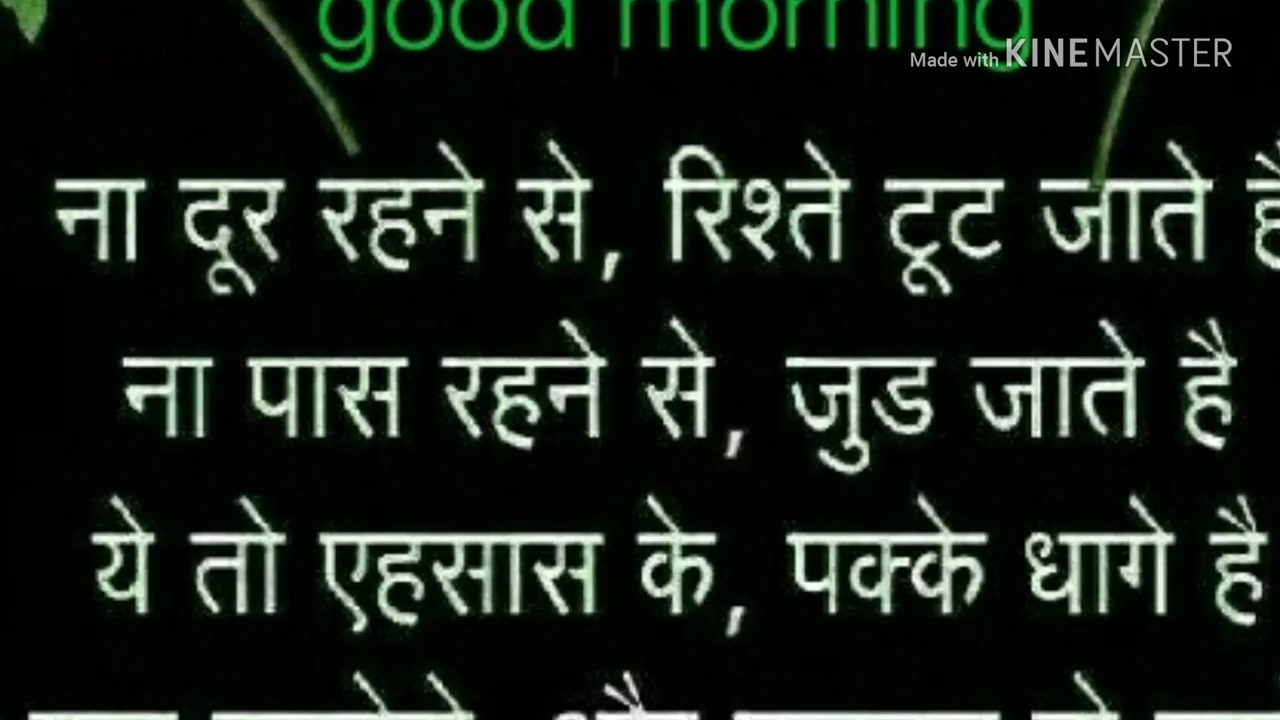 good morning
Made with KINEMASTER
ना दूर रहने से, रिश्ते टूट जाते है
ना पास रहने से, जुड जाते है
ये तो एहसास के, पक्के धागे है